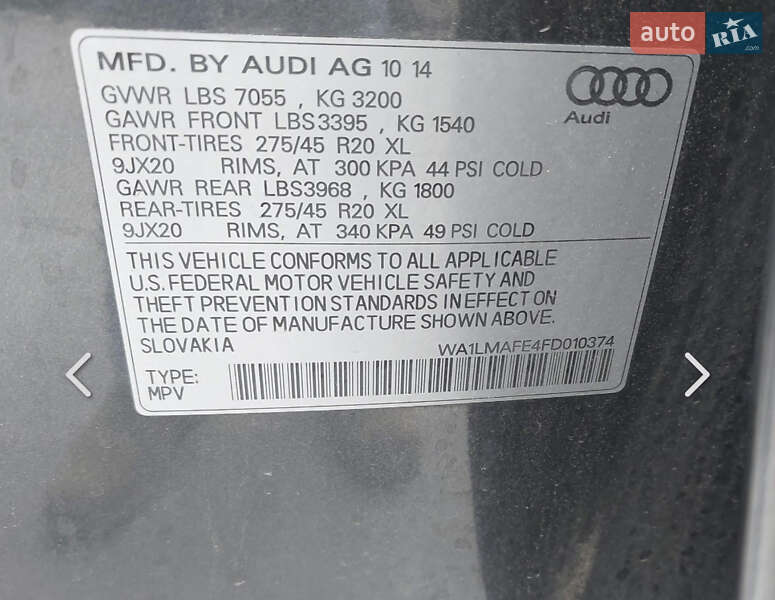 auto RIA.com
MFD. BY AUDI AG 10 14
GVWR LBS 7055 , KG 3200
GAWR FRONT LBS3395 , KG 1540
FRONT-TIRES 275/45 R20 XL
9JX20 RIMS, AT 300 KPA 44 PSI COLD
GAWR REAR LBS3968 , KG 1800
REAR-TIRES 275/45 R20 XL
9JX20 RIMS, AT 340 KPA 49 PSI COLD
Audi
THIS VEHICLE CONFORMS TO ALL APPLICABLE
U.S. FEDERAL MOTOR VEHICLE SAFETY AND
THEFT PREVENTION STANDARDS IN EFFECT ON
THE DATE OF MANUFACTURE SHOWN ABOVE.
SLOVAKIA WA1LMAFE4FD010374
TYPE:
MPV